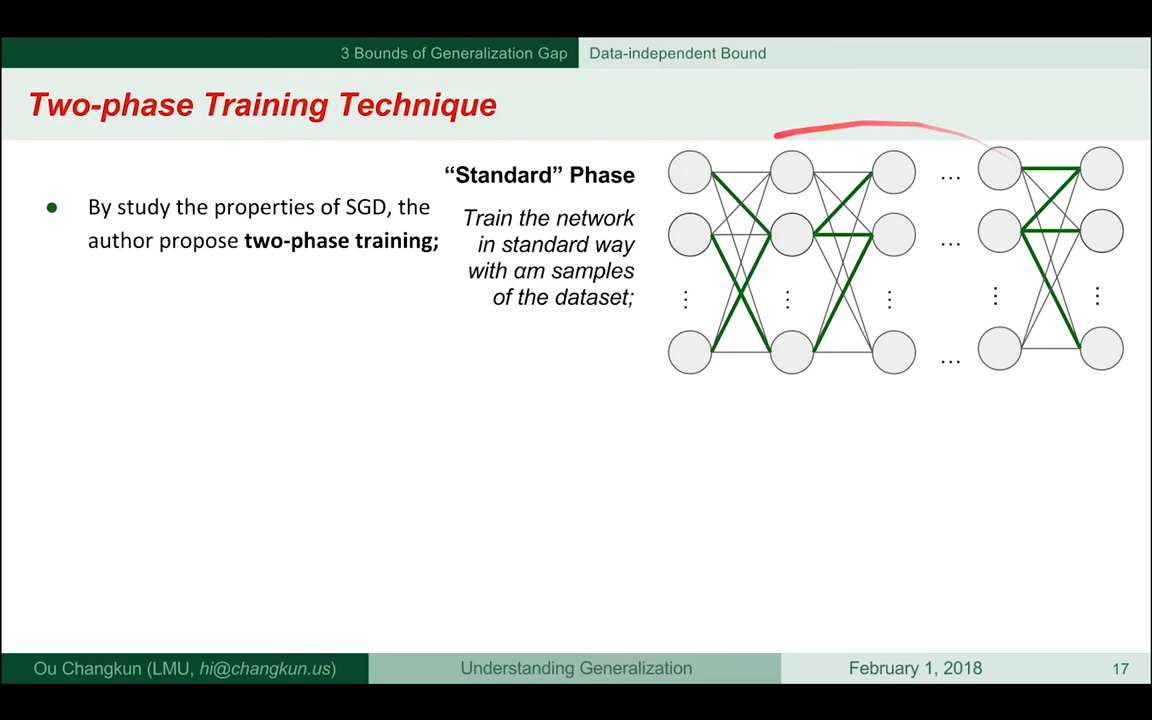 3 Bounds of Generalization Gap
Data-independent Bound
Two-phase Training Technique
● By study the properties of SGD, the
author propose two-phase training;
“Standard” Phase
Train the network
in standard way
with αm samples
of the dataset;
...
...
...
Ou Changkun (LMU, hi@changkun.us)
Understanding Generalization
February 1, 2018
17